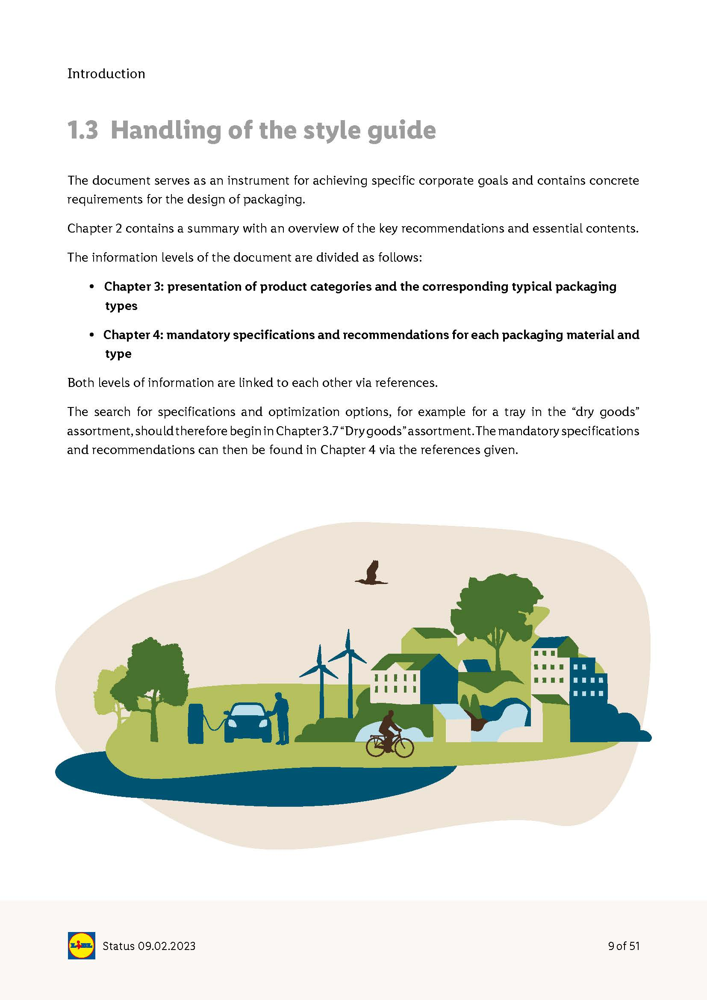 Introduction
1.3 Handling of the style guide
The document serves as an instrument for achieving specific corporate goals and contains concrete
requirements for the design of packaging.
Chapter 2 contains a summary with an overview of the key recommendations and essential contents.
The information levels of the document are divided as follows:
• Chapter 3: presentation of product categories and the corresponding typical packaging
types
• Chapter 4: mandatory specifications and recommendations for each packaging material and
type
Both levels of information are linked to each other via references.
The search for specifications and optimization options, for example for a tray in the “dry goods”
assortment, should therefore begin in Chapter 3.7 “Dry goods” assortment. The mandatory specifications
and recommendations can then be found in Chapter 4 via the references given.
LIDL Status 09.02.2023
9 of 51